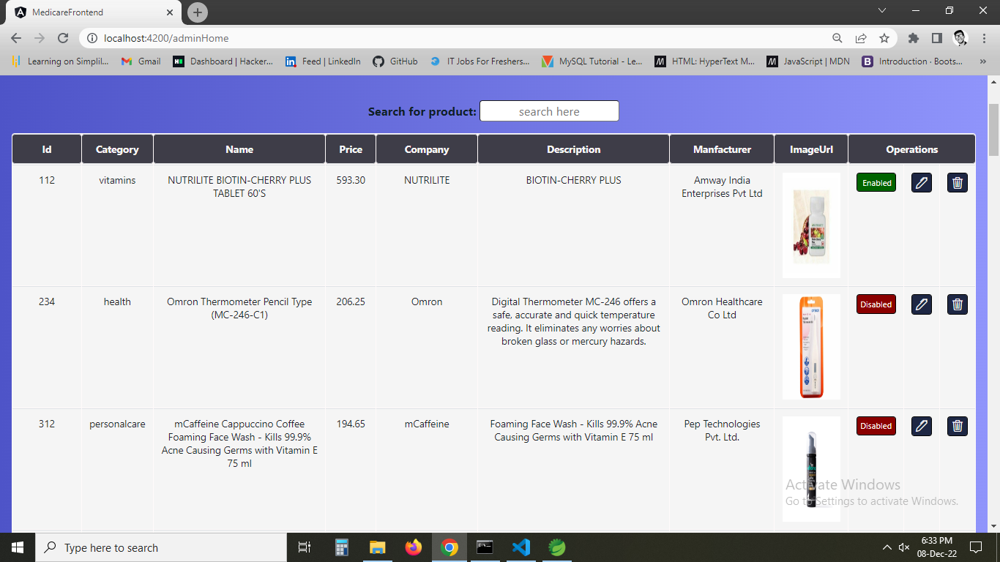 MedicareFrontend
localhost:4200/adminHome
Learning on Simplil... Gmail Dashboard | Hacker... Feed | LinkedIn GitHub IT Jobs For Freshers... MySQL Tutorial - Le... HTML: HyperText M... JavaScript | MDN Introduction · Boots... »
Search for product: search here
Id Category Name Price Company Description Manfacturer ImageUrl Operations
112 vitamins NUTRILITE BIOTIN-CHERRY PLUS 593.30 NUTRILITE BIOTIN-CHERRY PLUS Amway India Enabled
TABLET 60'S Enterprises Pvt Ltd
234 health Omron Thermometer Pencil Type 206.25 Omron Digital Thermometer MC-246 offers a Omron Healthcare Disabled
(MC-246-C1) safe, accurate and quick temperature Co Ltd
reading. It eliminates any worries about
broken glass or mercury hazards.
312 personalcare mCaffeine Cappuccino Coffee 194.65 mCaffeine Foaming Face Wash - Kills 99.9% Acne Pep Technologies Disabled
Foaming Face Wash - Kills 99.9% Causing Germs with Vitamin E 75 ml Pvt. Ltd.
Acne Causing Germs with Vitamin E
75 ml
Activate Windows
Go to Settings to activate Windows.
Type here to search
6:33 PM
08-Dec-22